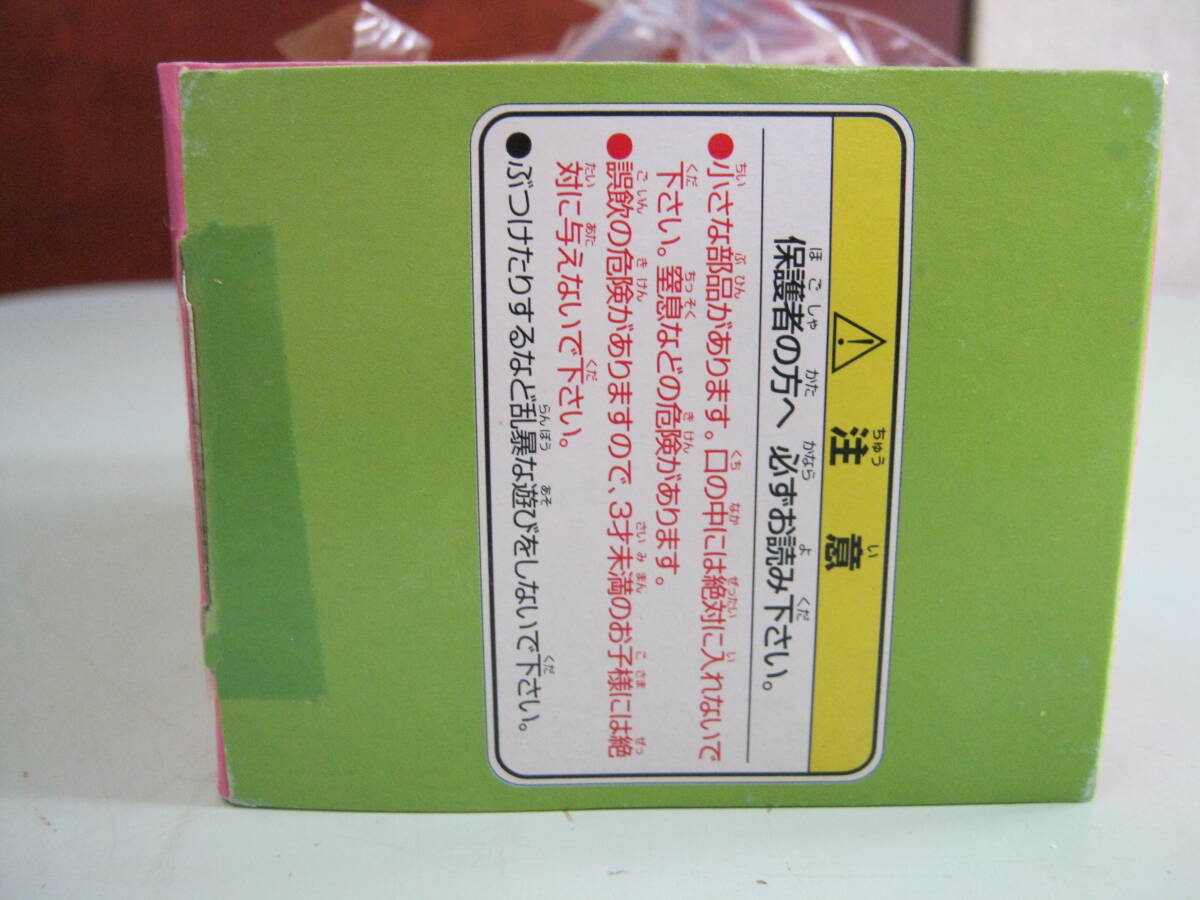 ⚠注意
保護者の方へ 必ずお読み下さい。
●小さな部品があります。口の中には絶対に入れないで
下さい。窒息などの危険があります。
●誤飲の危険がありますので、3才未満のお子様には絶
対に与えないで下さい。
●ぶつけたりするなど乱暴な遊びをしないで下さい。